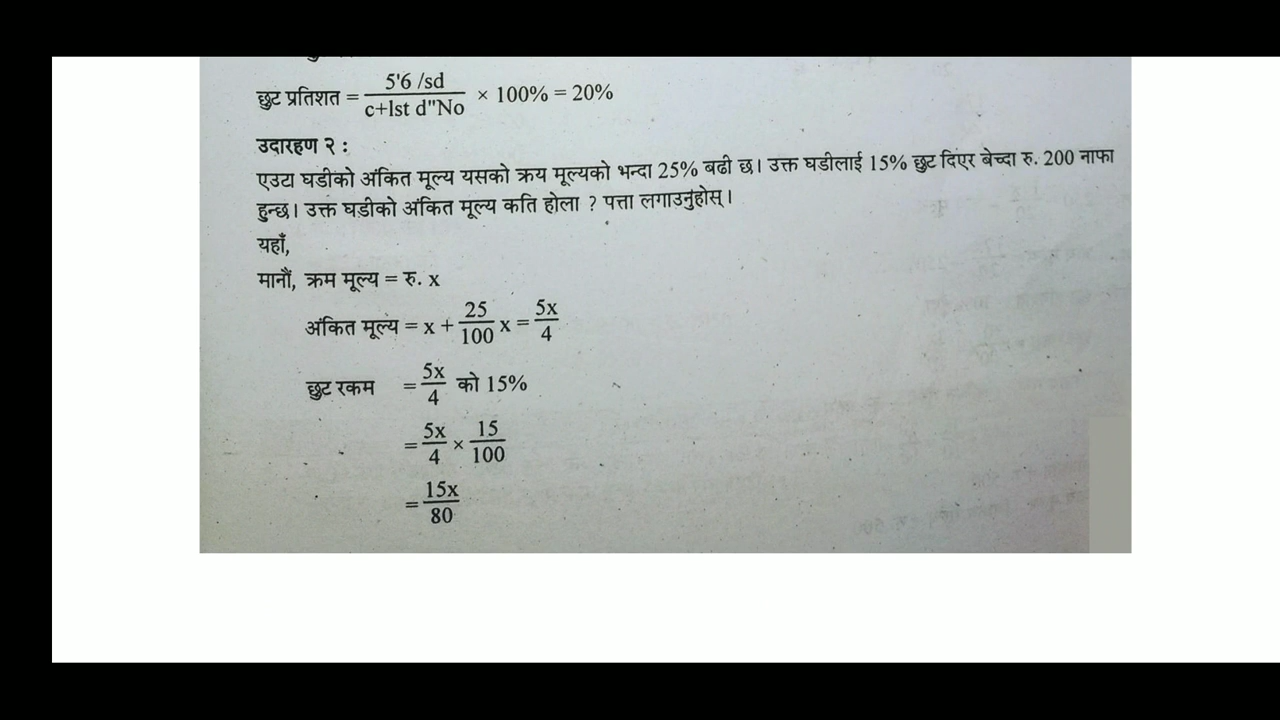 छुट प्रतिशत = 5'6 /sd / c+lst d"No × 100% = 20%
उदारहण २ :
एउटा घडीको अंकित मूल्य यसको क्रय मूल्यको भन्दा 25% बढी छ। उक्त घडीलाई 15% छुट दिएर बेच्दा रु. 200 नाफा
हुन्छ। उक्त घडीको अंकित मूल्य कति होला ? पत्ता लगाउनुहोस्।
यहाँ,
मानौं, क्रम मूल्य = रु. x
अंकित मूल्य = x + 25/100 x = 5x/4
छुट रकम = 5x/4 को 15%
= 5x/4 × 15/100
= 15x/80